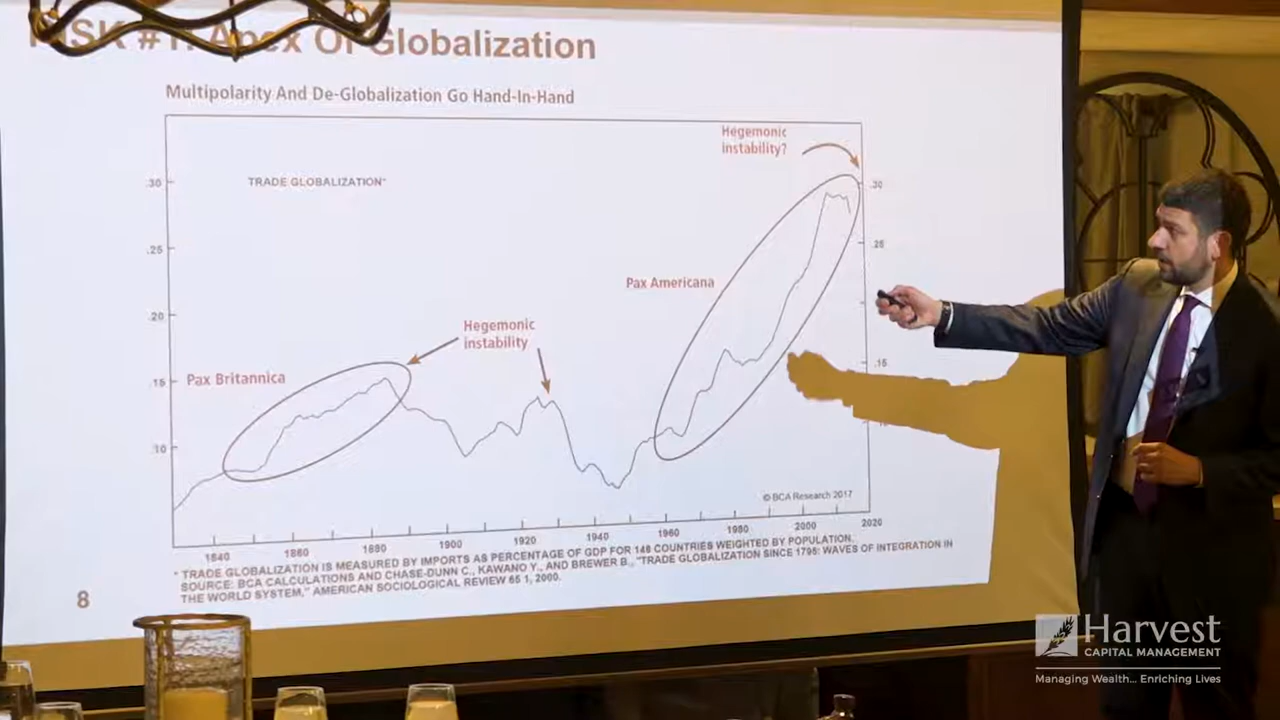 RISK #1: Apex Of Globalization
Multipolarity And De-Globalization Go Hand-In-Hand
Hegemonic
instability?
.30
TRADE GLOBALIZATION*
.30
.25
.25
Pax Americana
.20
Hegemonic
instability
.15
Pax Britannica
.15
.10
© BCA Research 2017
1840
1860
1880
1900
1920
1940
1960
1980
2000
2020
* TRADE GLOBALIZATION IS MEASURED BY IMPORTS AS PERCENTAGE OF GDP FOR 148 COUNTRIES WEIGHTED BY POPULATION.
SOURCE: BCA CALCULATIONS AND CHASE-DUNN C., KAWANO Y., AND BREWER B., "TRADE GLOBALIZATION SINCE 1795: WAVES OF INTEGRATION IN
THE WORLD SYSTEM," AMERICAN SOCIOLOGICAL REVIEW 65 1, 2000.
8
Harvest
CAPITAL MANAGEMENT
Managing Wealth... Enriching Lives